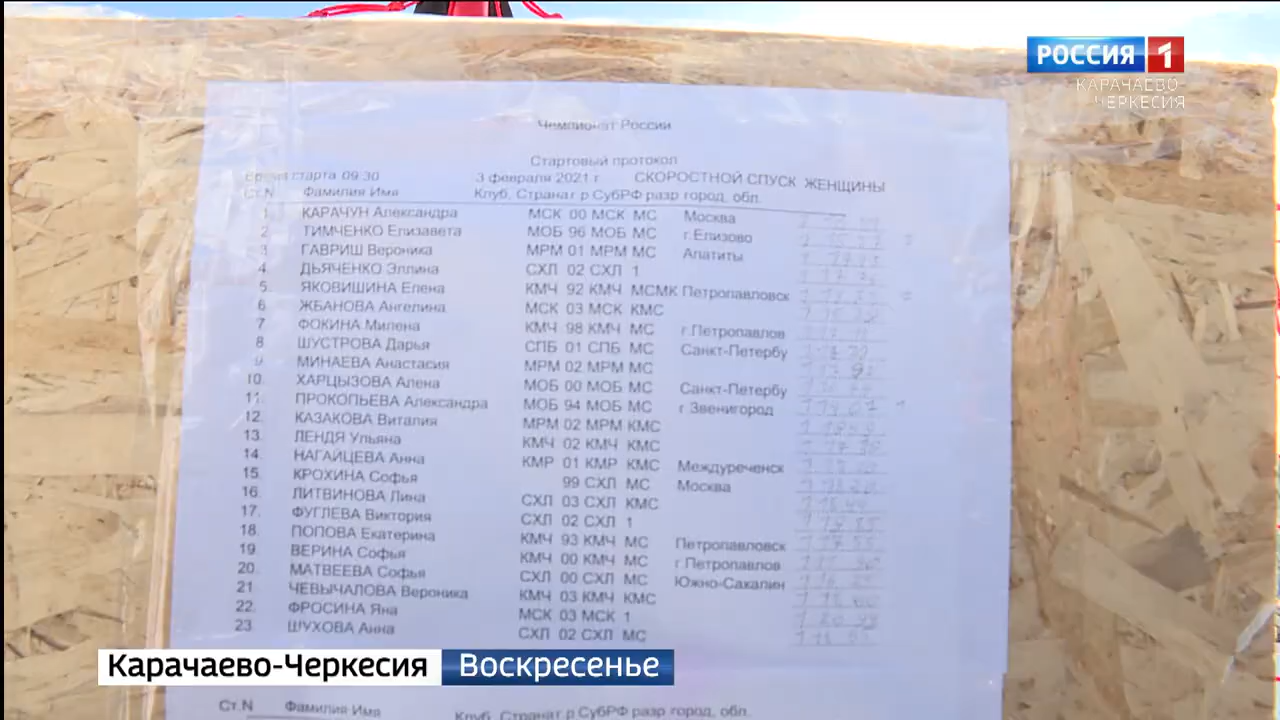 РОССИЯ 1
КАРАЧАЕВО-
ЧЕРКЕСИЯ
Чемпионат России
Стартовый протокол
Время старта 09:30 3 февраля 2021 г СКОРОСТНОЙ СПУСК ЖЕНЩИНЫ
Ст.N Фамилия Имя Клуб, Странат р СубРФ разр город, обл.
1. КАРАЧУН Александра МСК 00 МСК МС Москва
2 ТИМЧЕНКО Елизавета МОБ 96 МОБ МС г.Елизово
3. ГАВРИШ Вероника МРМ 01 МРМ МС Апатиты
4. ДЬЯЧЕНКО Эллина СХЛ 02 СХЛ 1
5. ЯКОВИШИНА Елена КМЧ 92 КМЧ МСМК Петропавловск
6 ЖБАНОВА Ангелина МСК 03 МСК КМС
7 ФОКИНА Милена КМЧ 98 КМЧ МС г.Петропавлов
8 ШУСТРОВА Дарья СПБ 01 СПБ МС Санкт-Петербу
9 МИНАЕВА Анастасия МРМ 02 МРМ МС
10. ХАРЦЫЗОВА Алена МОБ 00 МОБ МС Санкт-Петербу
11. ПРОКОПЬЕВА Александра МОБ 94 МОБ МС г Звенигород
12. КАЗАКОВА Виталия МРМ 02 МРМ КМС
13. ЛЕНДЯ Ульяна КМЧ 02 КМЧ КМС
14. НАГАЙЦЕВА Анна КМР 01 КМР КМС Междуреченск
15. КРОХИНА Софья 99 СХЛ МС Москва
16. ЛИТВИНОВА Лина СХЛ 03 СХЛ КМС
17. ФУГЛЕВА Виктория СХЛ 02 СХЛ 1
18. ПОПОВА Екатерина КМЧ 93 КМЧ МС Петропавловск
19. ВЕРИНА Софья КМЧ 00 КМЧ МС г.Петропавлов
20. МАТВЕЕВА Софья СХЛ 00 СХЛ МС Южно-Сахалин
21 ЧЕВЫЧАЛОВА Вероника КМЧ 03 КМЧ КМС
22. ФРОСИНА Яна МСК 03 МСК 1
23. ШУХОВА Анна СХЛ 02 СХЛ МС
Карачаево-Черкесия Воскресенье
Ст.N Фамилия Имя Клуб, Странат р СубРФ разр город, обл.